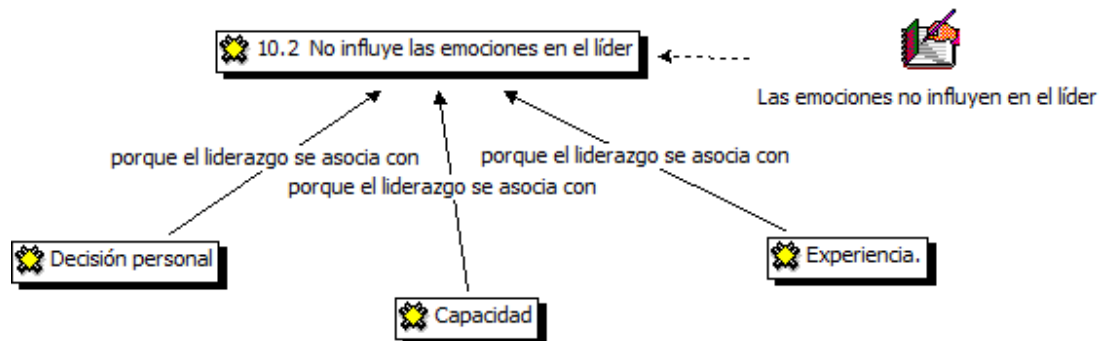 10.2 No influye las emociones en el líder
Las emociones no influyen en el líder
porque el liderazgo se asocia con
porque el liderazgo se asocia con
porque el liderazgo se asocia con
Decisión personal
Experiencia.
Capacidad